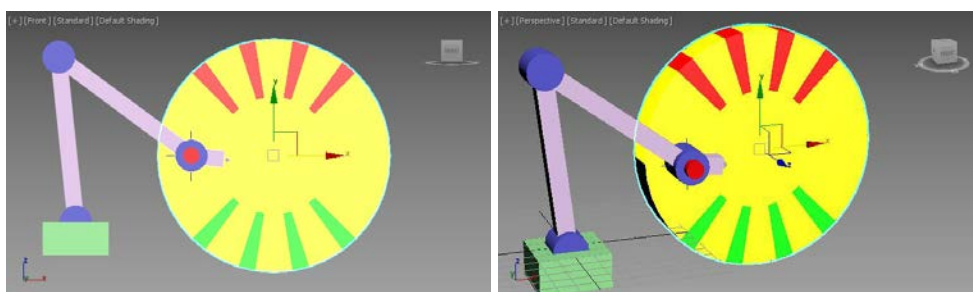 [+] [Front] [Standard] [Default Shading]
y
x
z
x
[+] [Perspective] [Standard] [Default Shading]
y
x
z
z
x